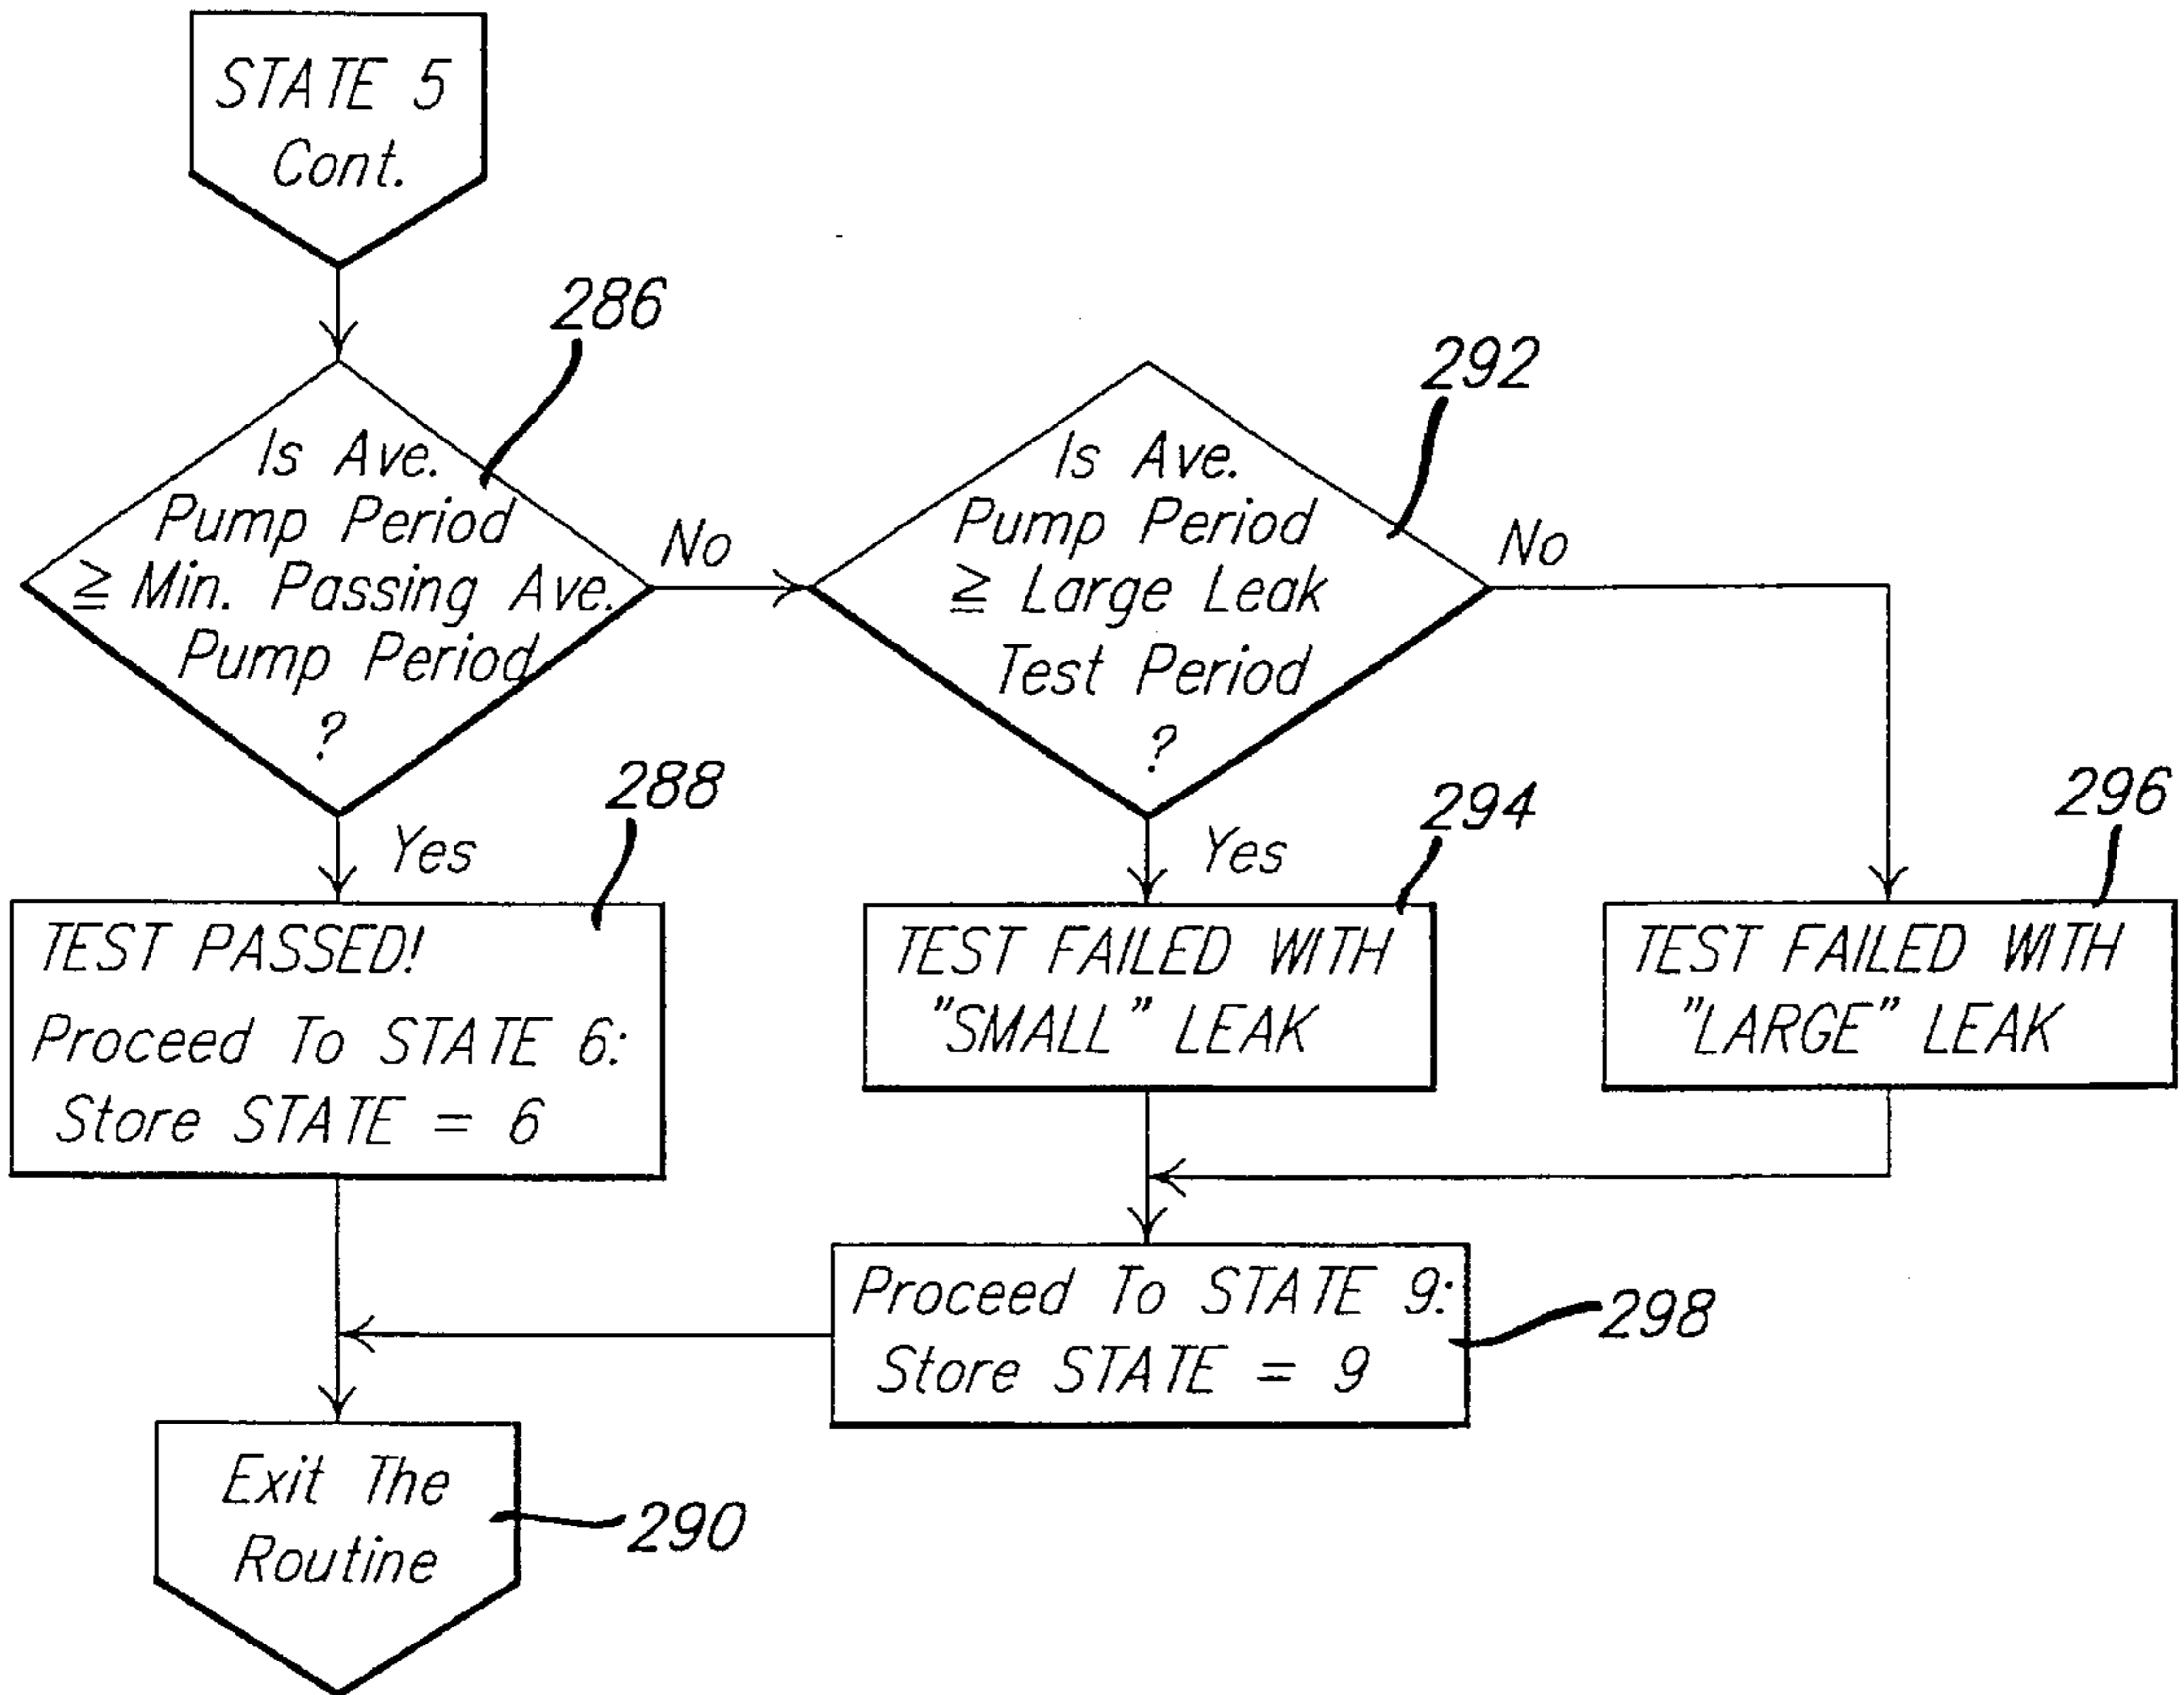 STATE 5
Cont.
286
Is Ave.
Pump Period
≥ Min. Passing Ave.
Pump Period
?
No
292
Is Ave.
Pump Period
≥ Large Leak
Test Period
?
No
Yes
288
TEST PASSED!
Proceed To STATE 6:
Store STATE = 6
Yes
294
TEST FAILED WITH
"SMALL" LEAK
296
TEST FAILED WITH
"LARGE" LEAK
Proceed To STATE 9:
Store STATE = 9
298
Exit The
Routine
290